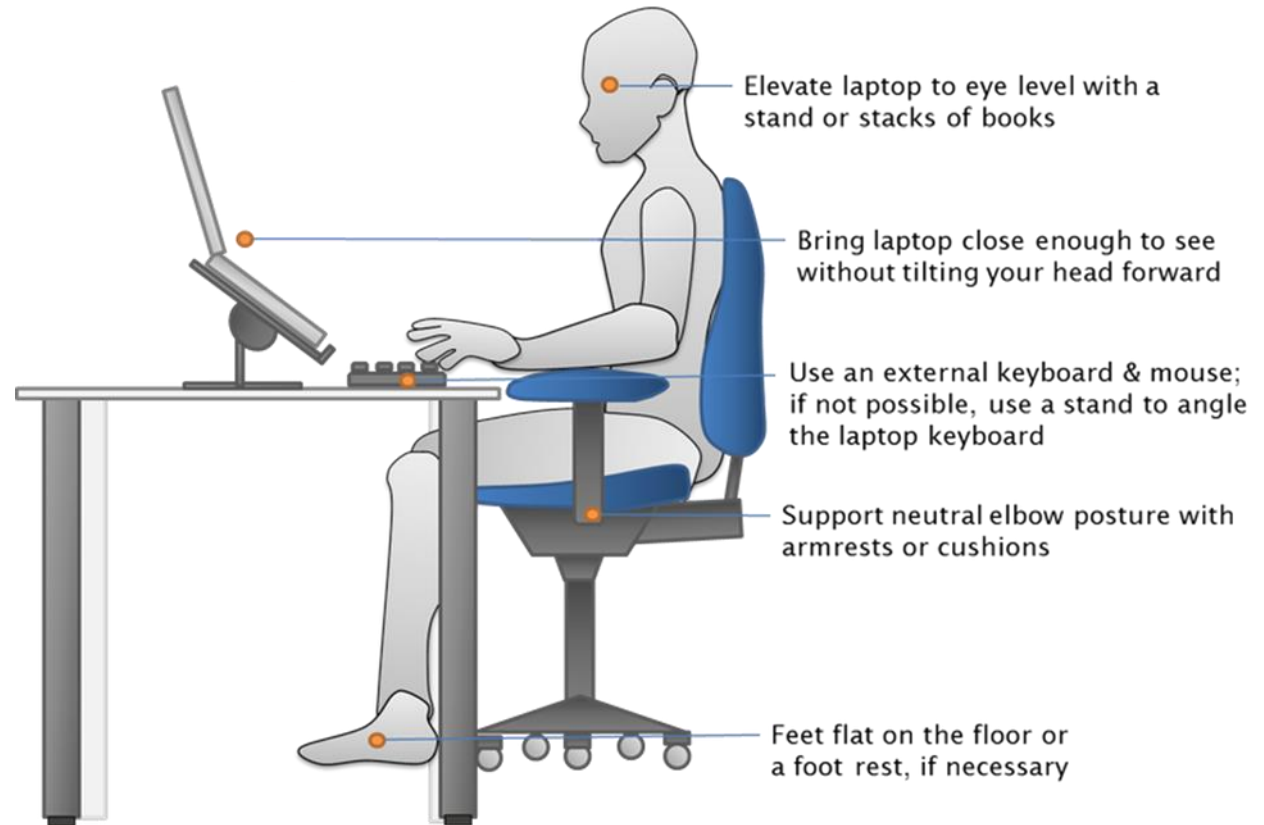 Elevate laptop to eye level with a
stand or stacks of books
Bring laptop close enough to see
without tilting your head forward
Use an external keyboard & mouse;
if not possible, use a stand to angle
the laptop keyboard
Support neutral elbow posture with
armrests or cushions
Feet flat on the floor or
a foot rest, if necessary